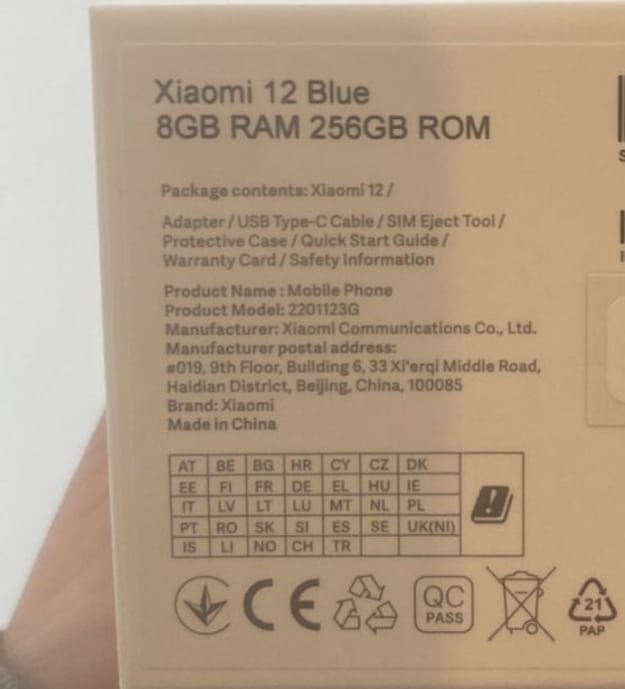 Xiaomi 12 Blue
8GB RAM 256GB ROM
Package contents: Xiaomi 12 /
Adapter / USB Type-C Cable / SIM Eject Tool /
Protective Case / Quick Start Guide /
Warranty Card / Safety Information
Product Name : Mobile Phone
Product Model: 2201123G
Manufacturer: Xiaomi Communications Co., Ltd.
Manufacturer postal address:
#019, 9th Floor, Building 6, 33 Xi'erqi Middle Road,
Haidian District, Beijing, China, 100085
Brand: Xiaomi
Made in China
AT BE BG HR CY CZ DK
EE FI FR DE EL HU IE
IT LV LT LU MT NL PL
PT RO SK SI ES SE UK(NI)
IS LI NO CH TR
!
CE
QC
PASS
21
PAP